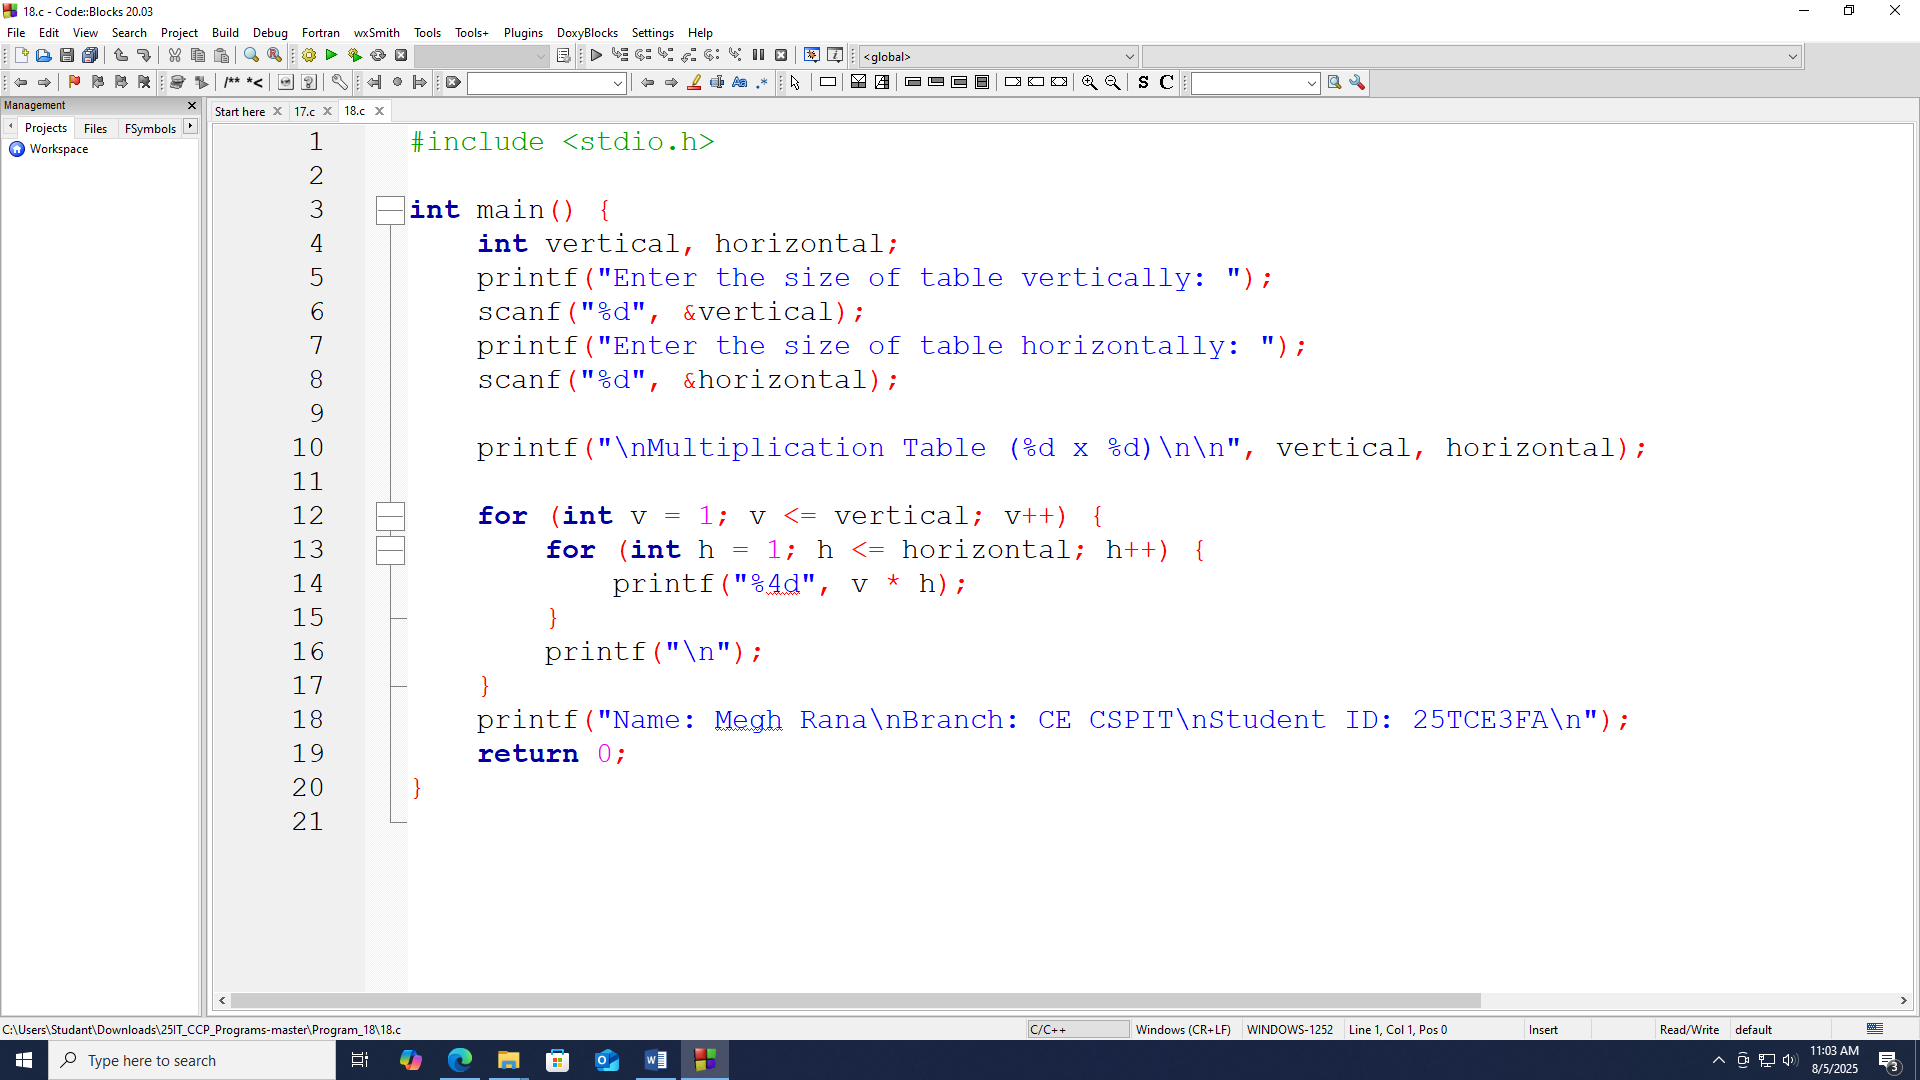 18.c - Code::Blocks 20.03
File Edit View Search Project Build Debug Fortran wxSmith Tools Tools+ Plugins DoxyBlocks Settings Help
<global>
/** *< Aa .* S C
Management
Projects Files FSymbols
Workspace
Start here 17.c 18.c
1 #include <stdio.h>
2
3 int main() {
4 int vertical, horizontal;
5 printf("Enter the size of table vertically: ");
6 scanf("%d", &vertical);
7 printf("Enter the size of table horizontally: ");
8 scanf("%d", &horizontal);
9
10 printf("\nMultiplication Table (%d x %d)\n\n", vertical, horizontal);
11
12 for (int v = 1; v <= vertical; v++) {
13 for (int h = 1; h <= horizontal; h++) {
14 printf("%4d", v * h);
15 }
16 printf("\n");
17 }
18 printf("Name: Megh Rana\nBranch: CE CSPIT\nStudent ID: 25TCE3FA\n");
19 return 0;
20 }
21
C:\Users\Studant\Downloads\25IT_CCP_Programs-master\Program_18\18.c C/C++ Windows (CR+LF) WINDOWS-1252 Line 1, Col 1, Pos 0 Insert Read/Write default
Type here to search
11:03 AM
8/5/2025
3